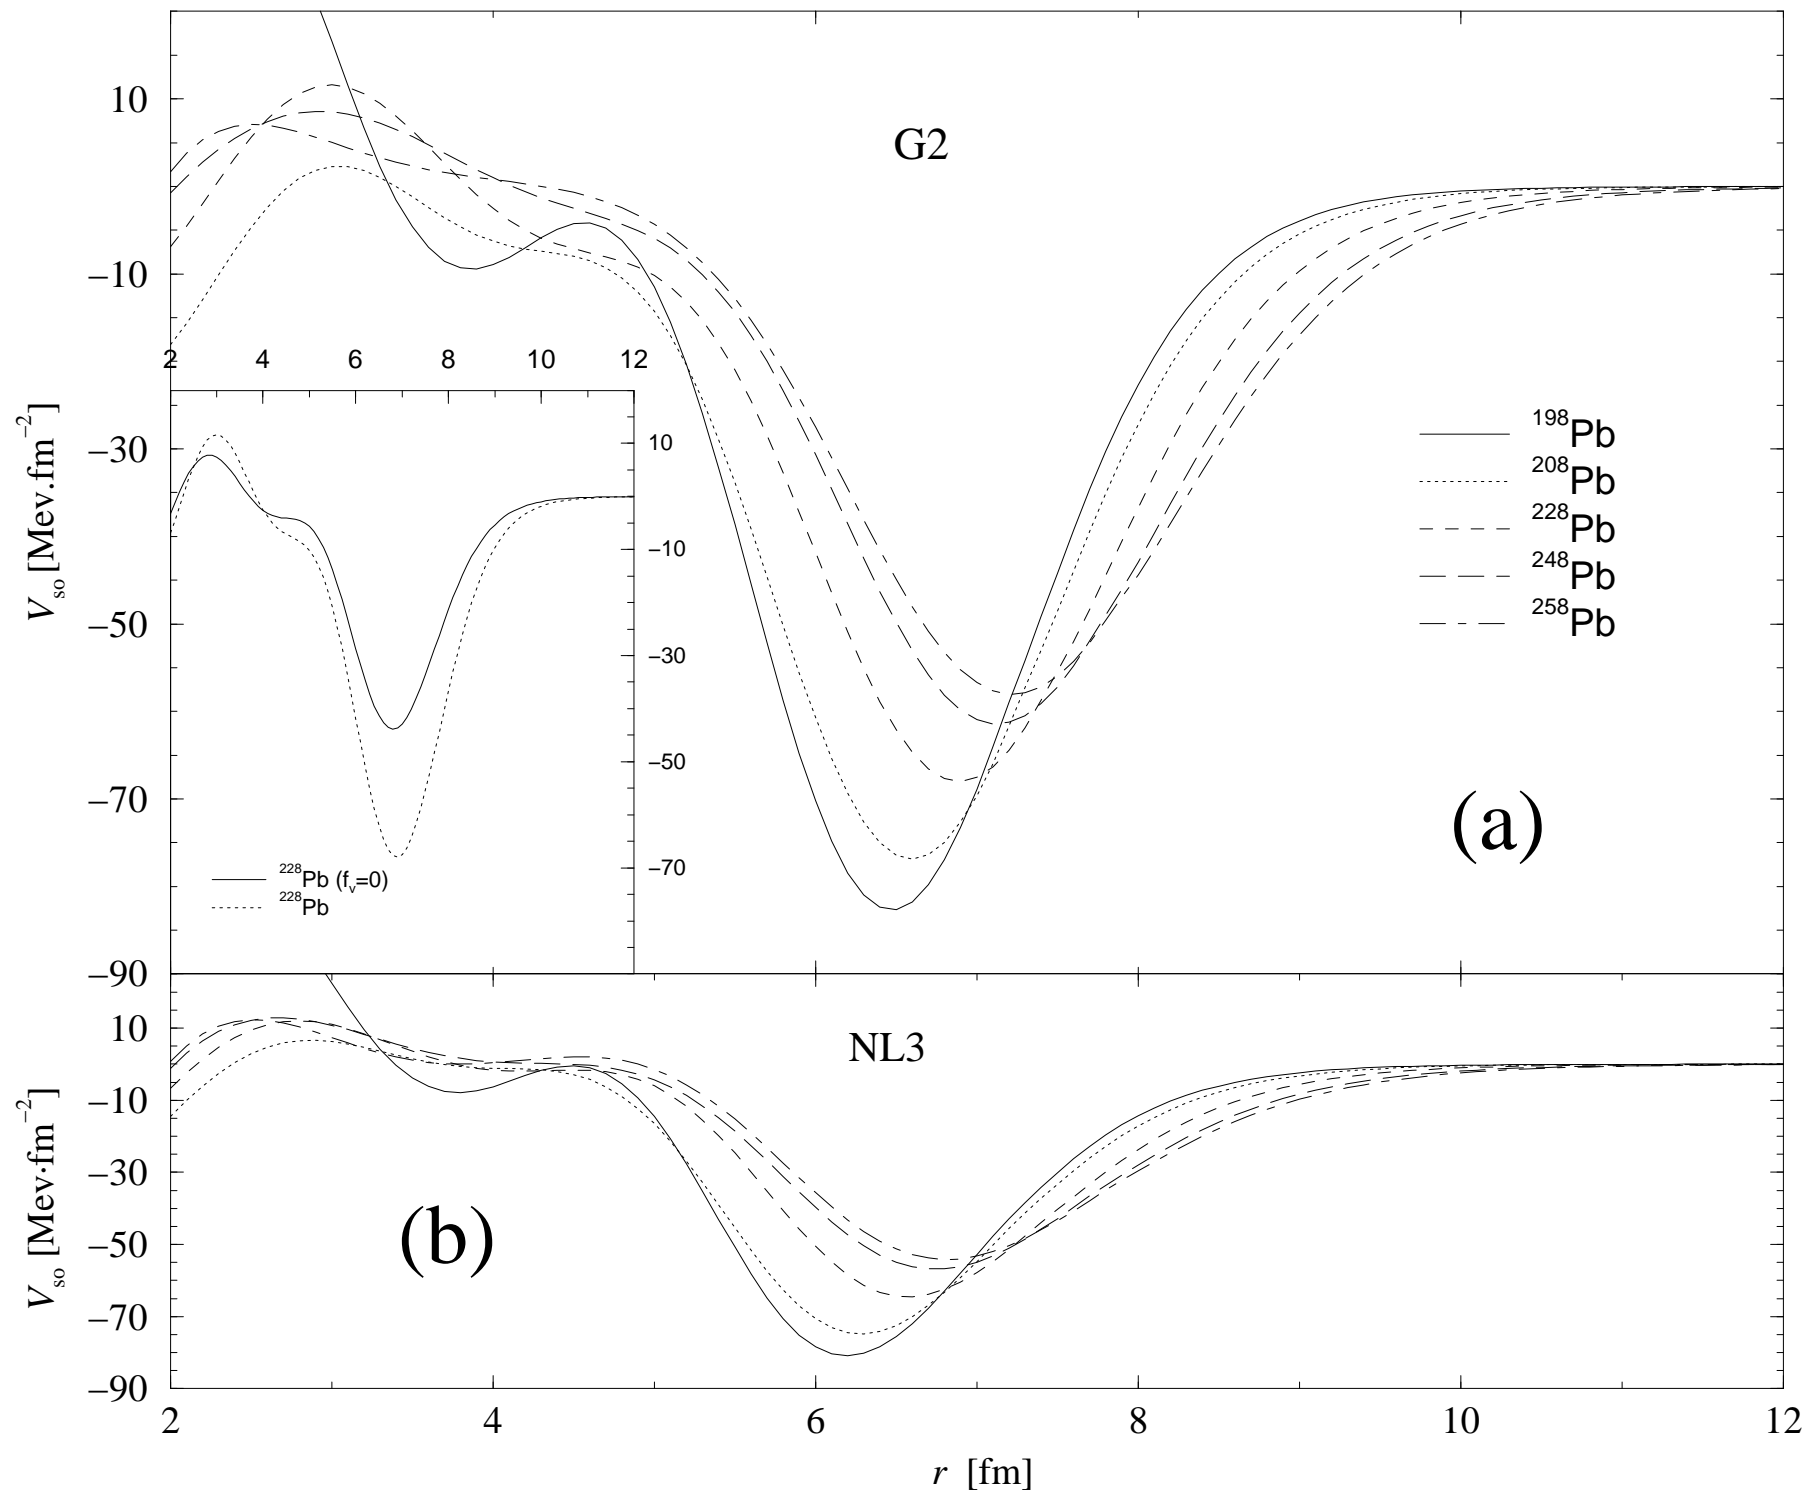 10
G2
−10
2 4 6 8 10 12
V_so [Mev.fm^−2]
−30
10
−10
−50
−30
−50
−70
−70
^198Pb
^208Pb
^228Pb
^248Pb
^258Pb
(a)
^228Pb (f_v=0)
^228Pb
−90
10
NL3
V_so [Mev·fm^−2]
−10
−30
−50
(b)
−70
−90
2 4 6 8 10 12
r [fm]